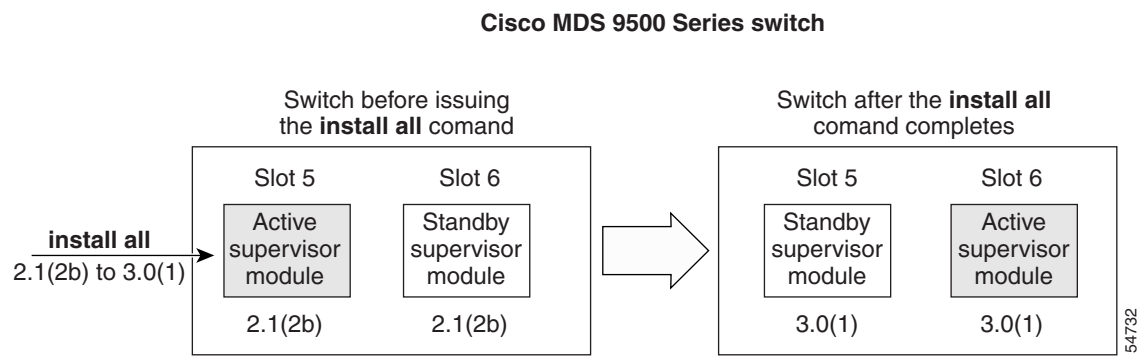 Cisco MDS 9500 Series switch
Switch before issuing
the install all comand
Switch after the install all
comand completes
Slot 5
Slot 6
Slot 5
Slot 6
install all
2.1(2b) to 3.0(1)
Active
supervisor
module
Standby
supervisor
module
Standby
supervisor
module
Active
supervisor
module
2.1(2b)
2.1(2b)
3.0(1)
3.0(1)
54732